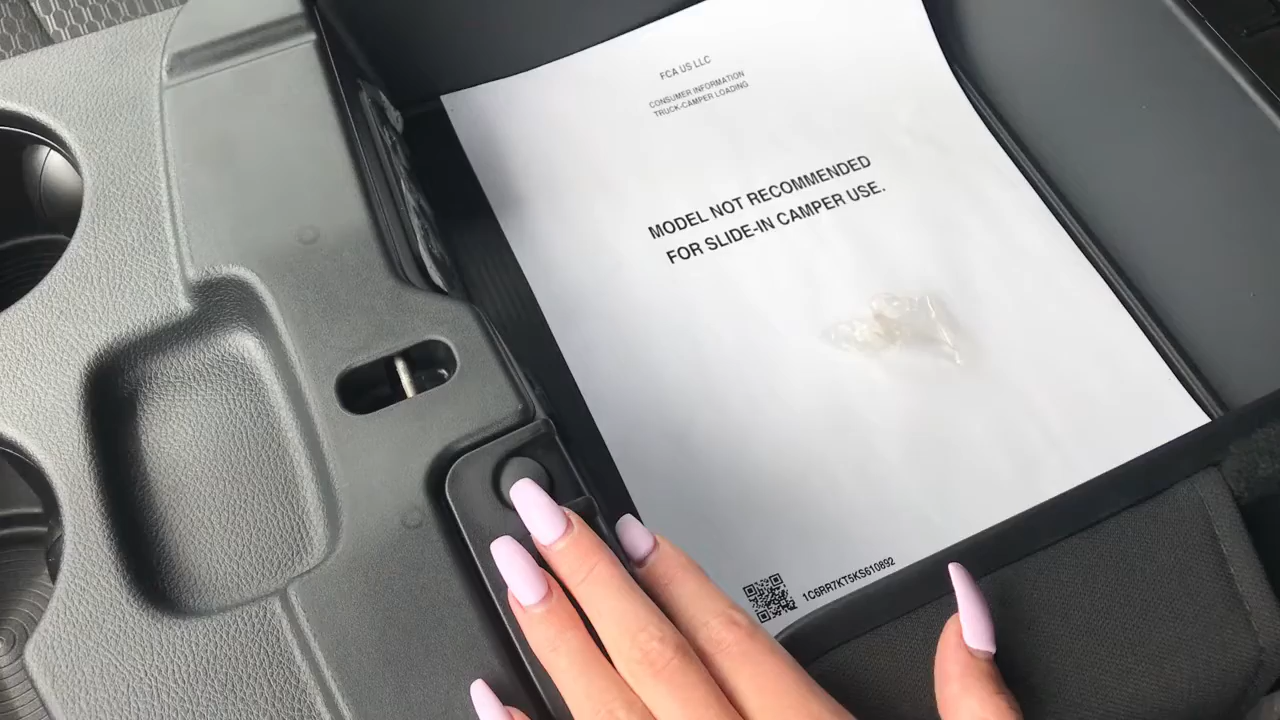 FCA US LLC
CONSUMER INFORMATION
TRUCK-CAMPER LOADING
MODEL NOT RECOMMENDED
FOR SLIDE-IN CAMPER USE.
1C6RR7KT5KS610892